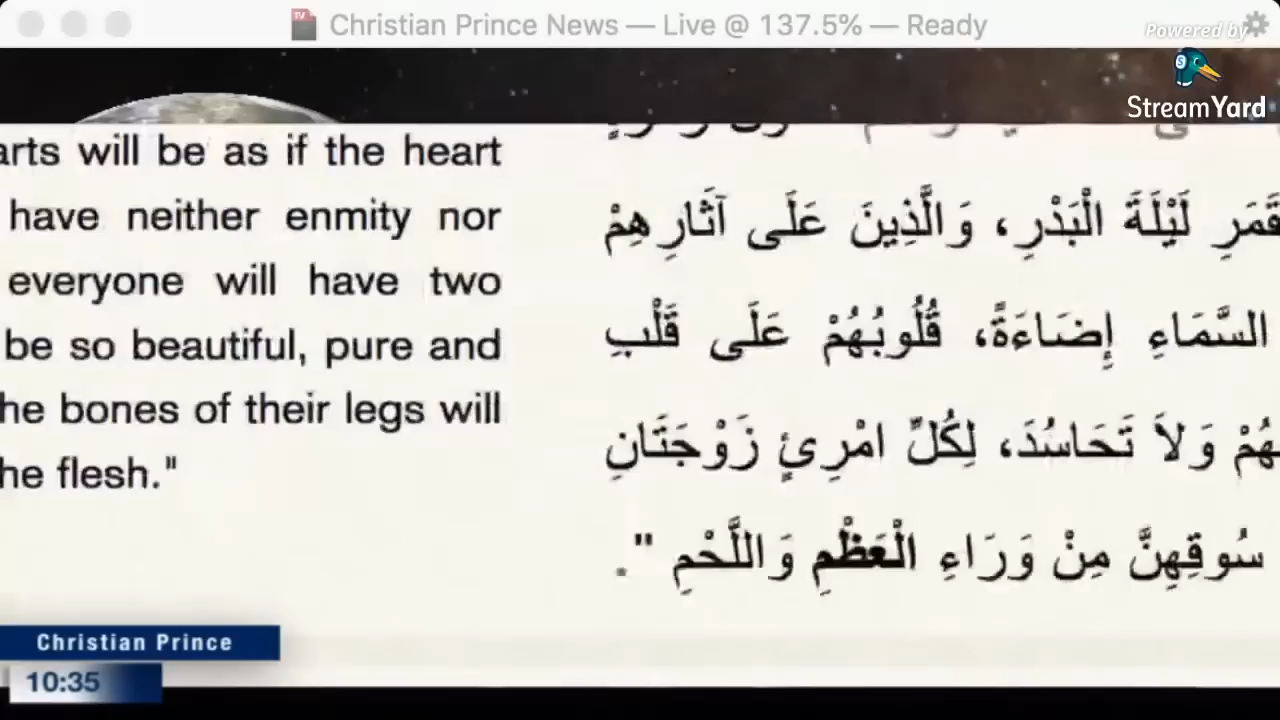 Christian Prince News — Live @ 137.5% — Ready
Powered by
StreamYard
arts will be as if the heart
have neither enmity nor
everyone will have two
be so beautiful, pure and
he bones of their legs will
he flesh."
قَمَرِ لَيْلَةَ الْبَدْرِ، وَالَّذِينَ عَلَى آثَارِهِمْ
السَّمَاءِ إِضَاءَةً، قُلُوبُهُمْ عَلَى قَلْبِ
هُمْ وَلاَ تَحَاسُدَ، لِكُلِّ امْرِئٍ زَوْجَتَانِ
سُوقِهِنَّ مِنْ وَرَاءِ الْعَظْمِ وَاللَّحْمِ ".
Christian Prince
10:35